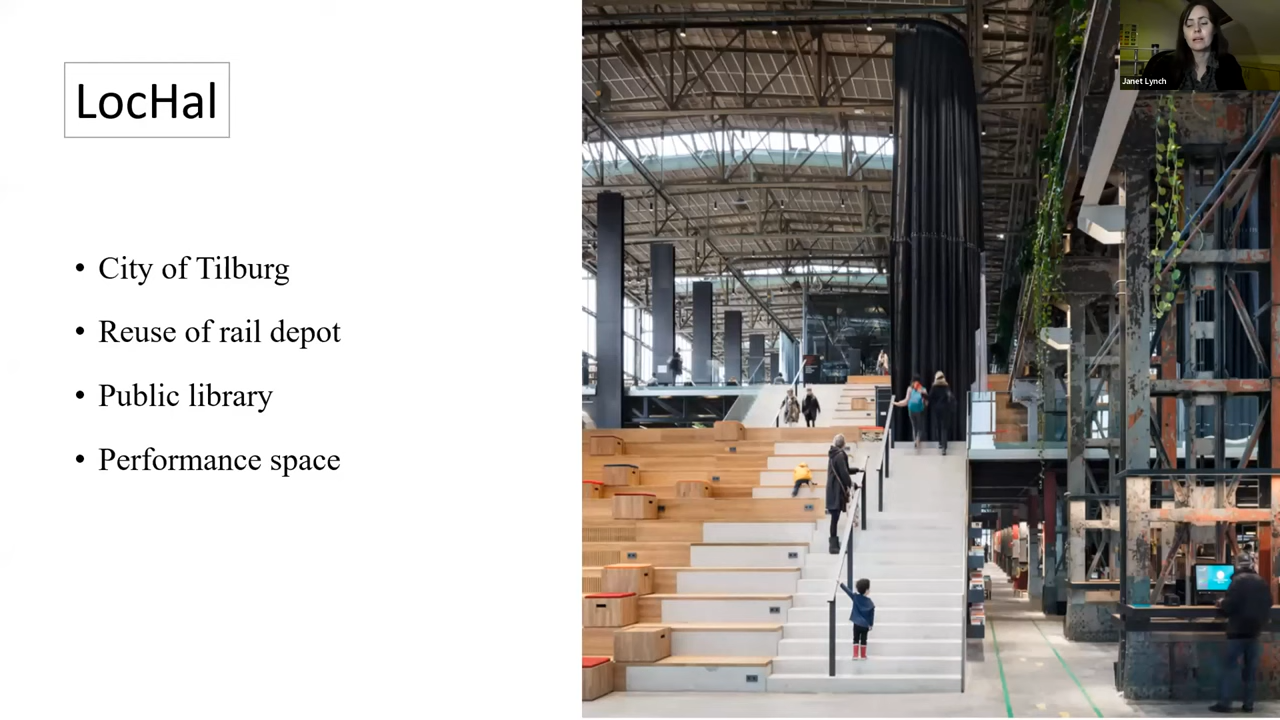 LocHal
• City of Tilburg
• Reuse of rail depot
• Public library
• Performance space
Janet Lynch